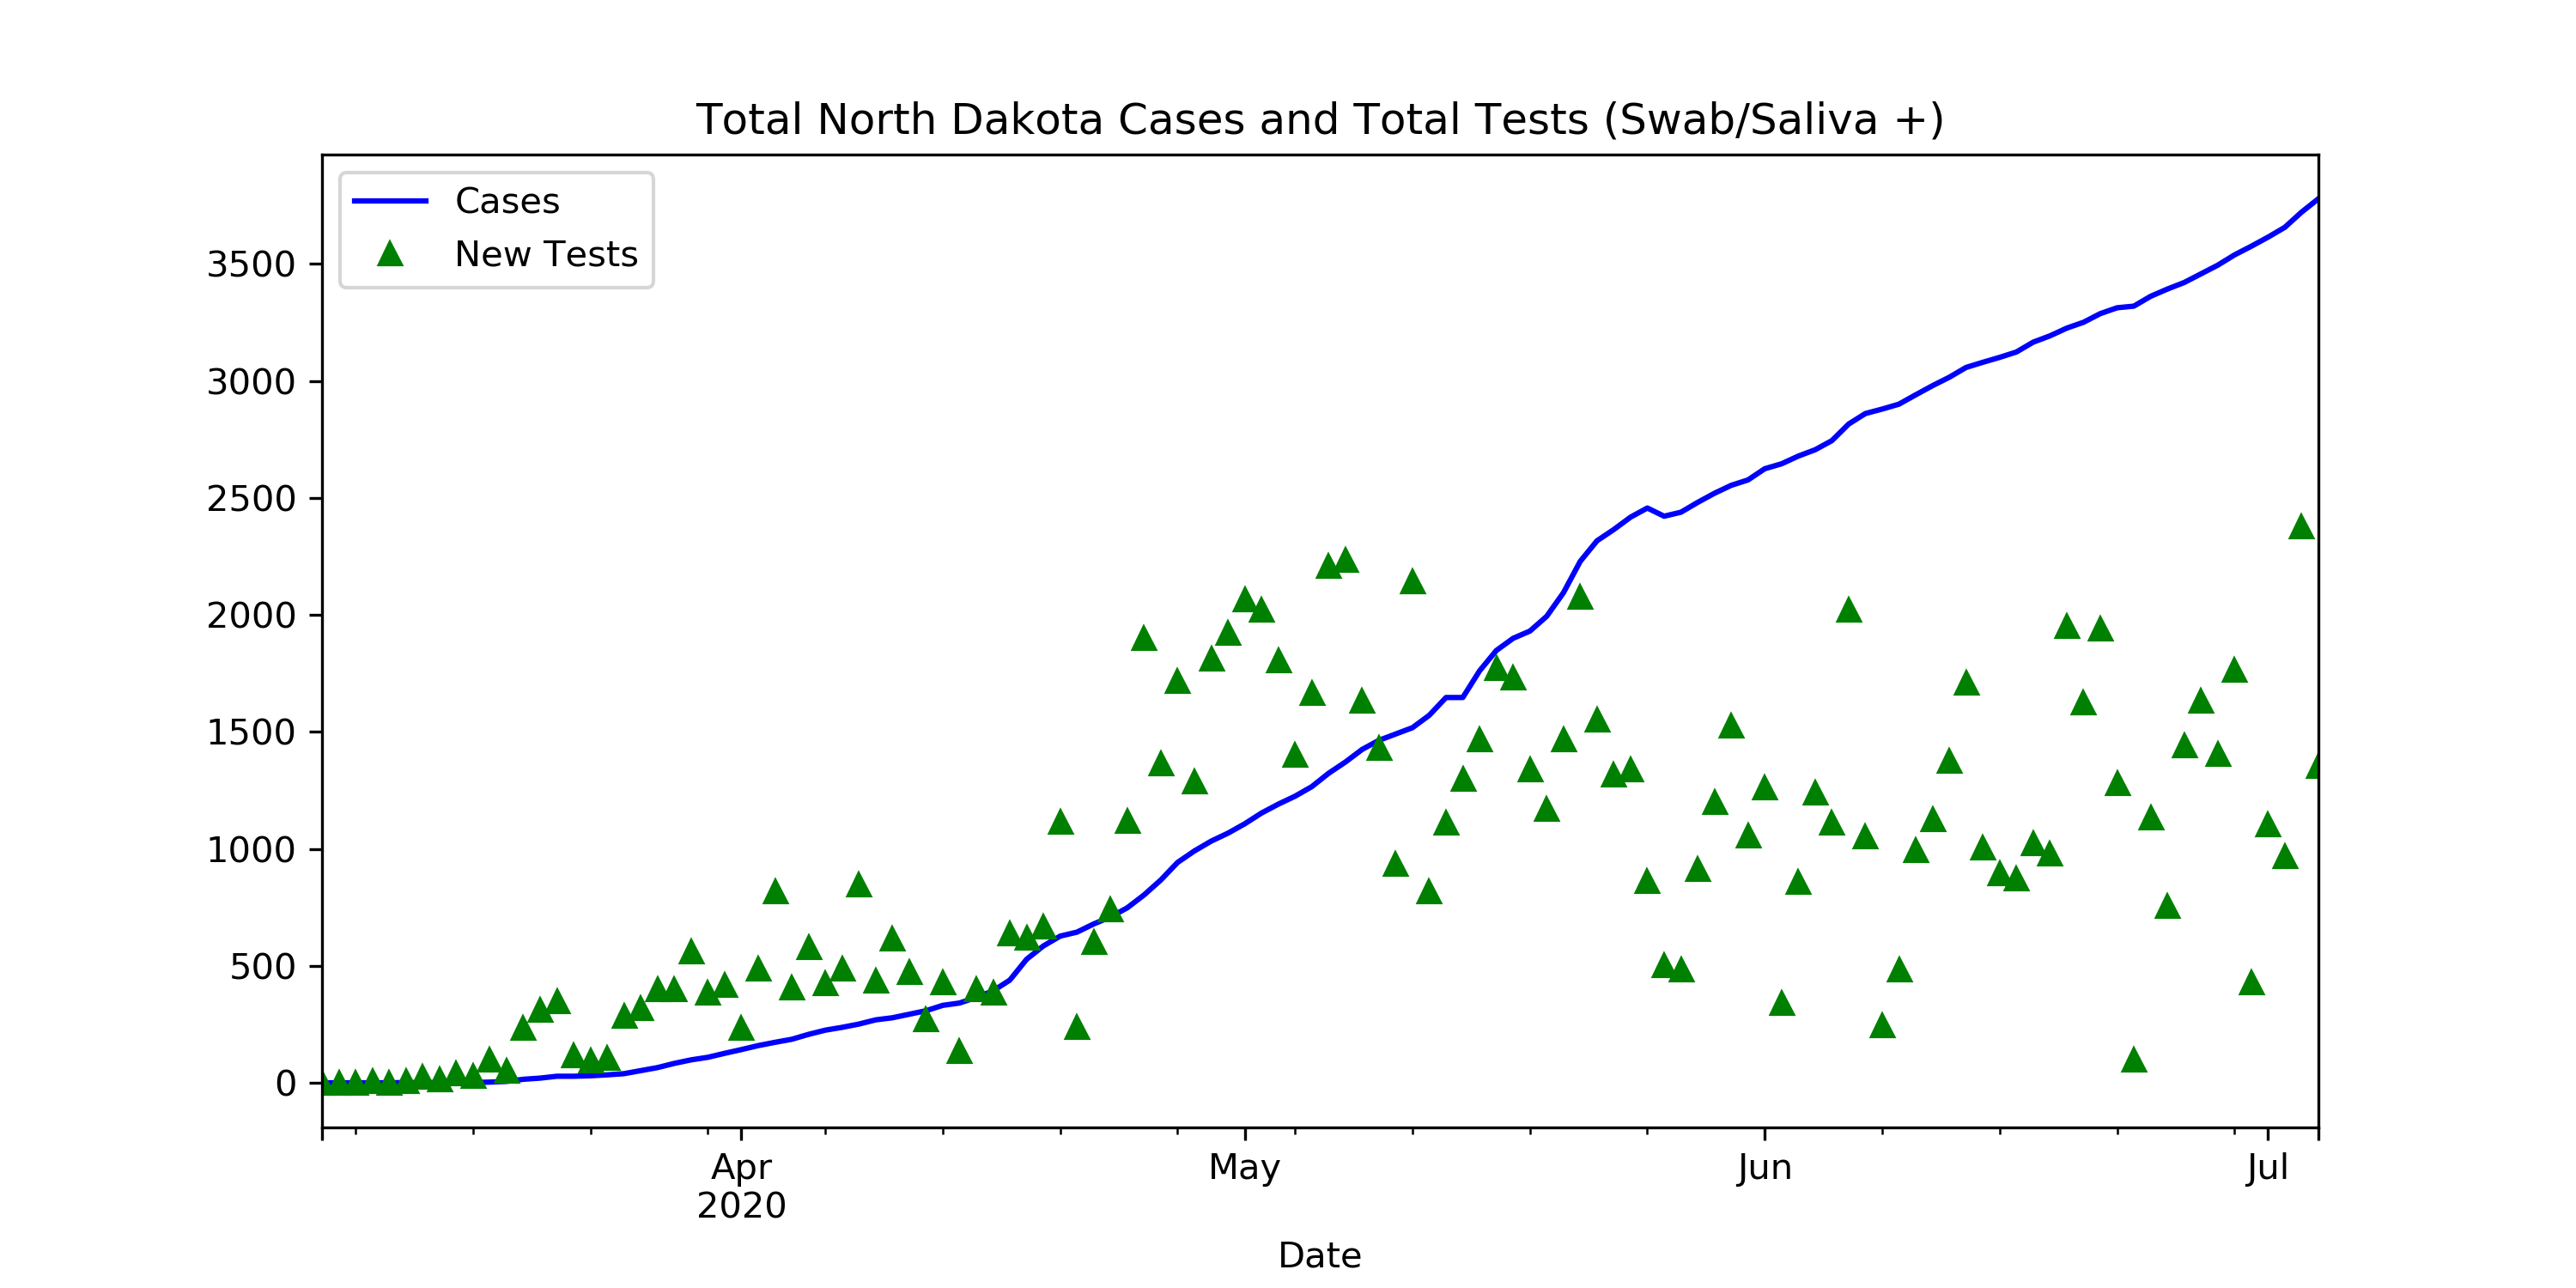 Total North Dakota Cases and Total Tests (Swab/Saliva +)
Cases
New Tests
3500
3000
2500
2000
1500
1000
500
0
Apr
2020
May
Jun
Jul
Date